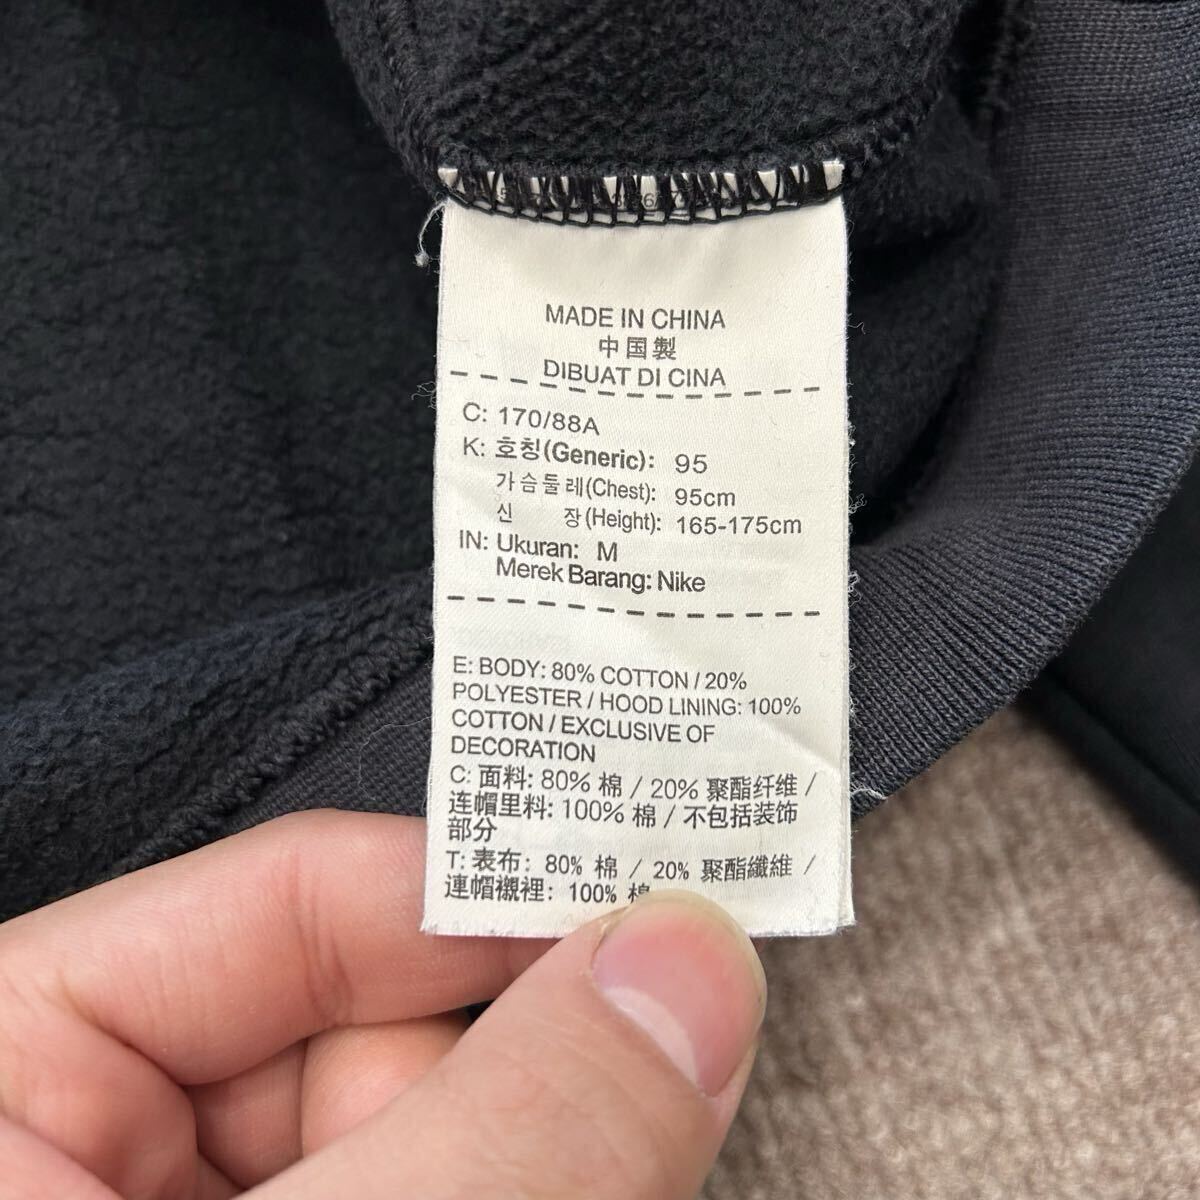 MADE IN CHINA
中国製
DIBUAT DI CINA
C: 170/88A
K: 호칭(Generic): 95
가슴둘레(Chest): 95cm
신 장(Height): 165-175cm
IN: Ukuran: M
Merek Barang: Nike
E: BODY: 80% COTTON / 20%
POLYESTER / HOOD LINING: 100%
COTTON / EXCLUSIVE OF
DECORATION
C: 面料: 80% 棉 / 20% 聚酯纤维 /
连帽里料: 100% 棉 / 不包括装饰
部分
T: 表布: 80% 棉 / 20% 聚酯纖維 /
連帽襯裡: 100% 棉